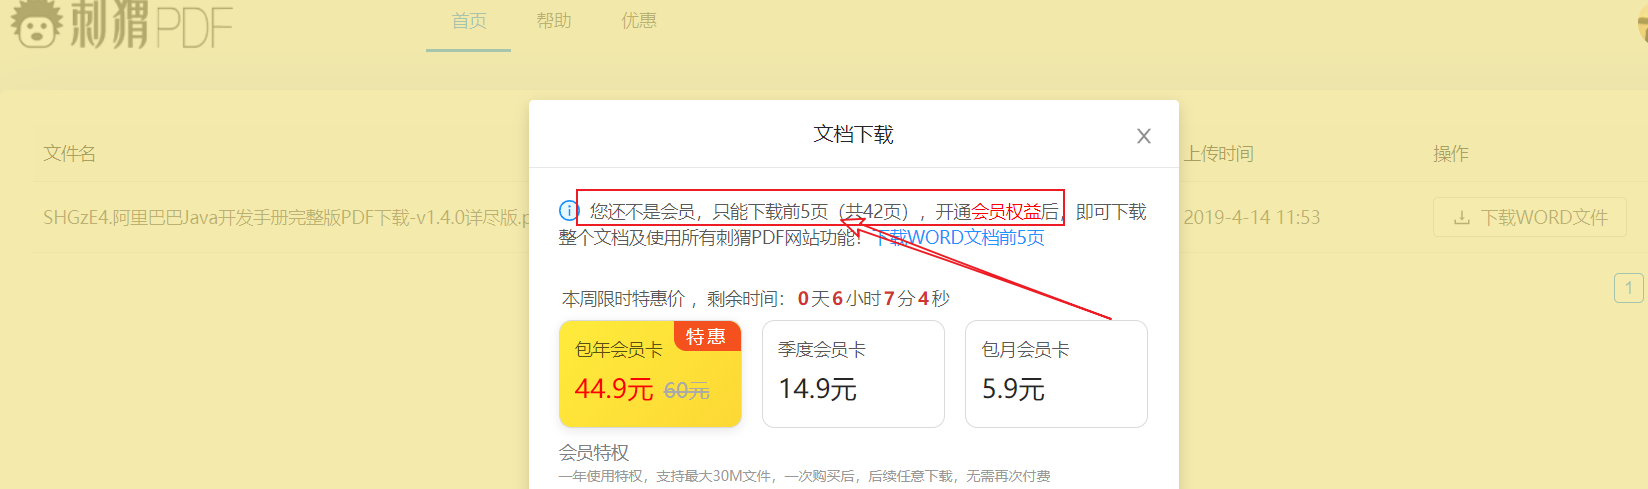 刺猬PDF
首页 帮助 优惠
文档下载 X
文件名 上传时间 操作
您还不是会员，只能下载前5页（共42页），开通会员权益后，即可下载
SHGzE4.阿里巴巴Java开发手册完整版PDF下载-v1.4.0详尽版.p 2019-4-14 11:53 下载WORD文件
整个文档及使用所有刺猬PDF网站功能！下载WORD文档前5页
1
本周限时特惠价，剩余时间：0天6小时7分4秒
特惠
包年会员卡 季度会员卡 包月会员卡
44.9元 60元 14.9元 5.9元
会员特权
一年使用特权，支持最大30M文件，一次购买后，后续任意下载，无需再次付费